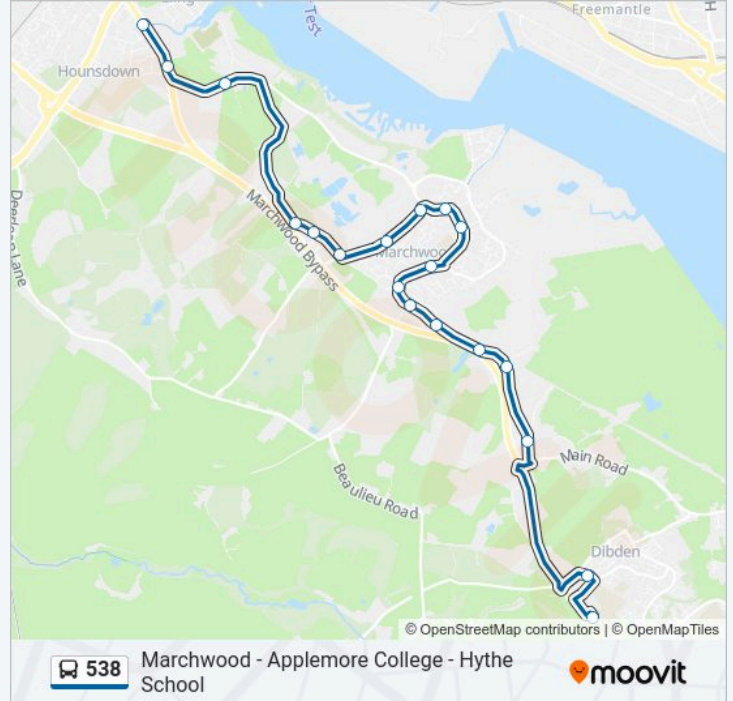 Test
Freemantle
H
Hounsdown
Deerleap Lane
Marchwood Bypass
Marchwood
Main Road
Beaulieu Road
Dibden
© OpenStreetMap contributors | © OpenMapTiles
538
Marchwood - Applemore College - Hythe
School
moovit